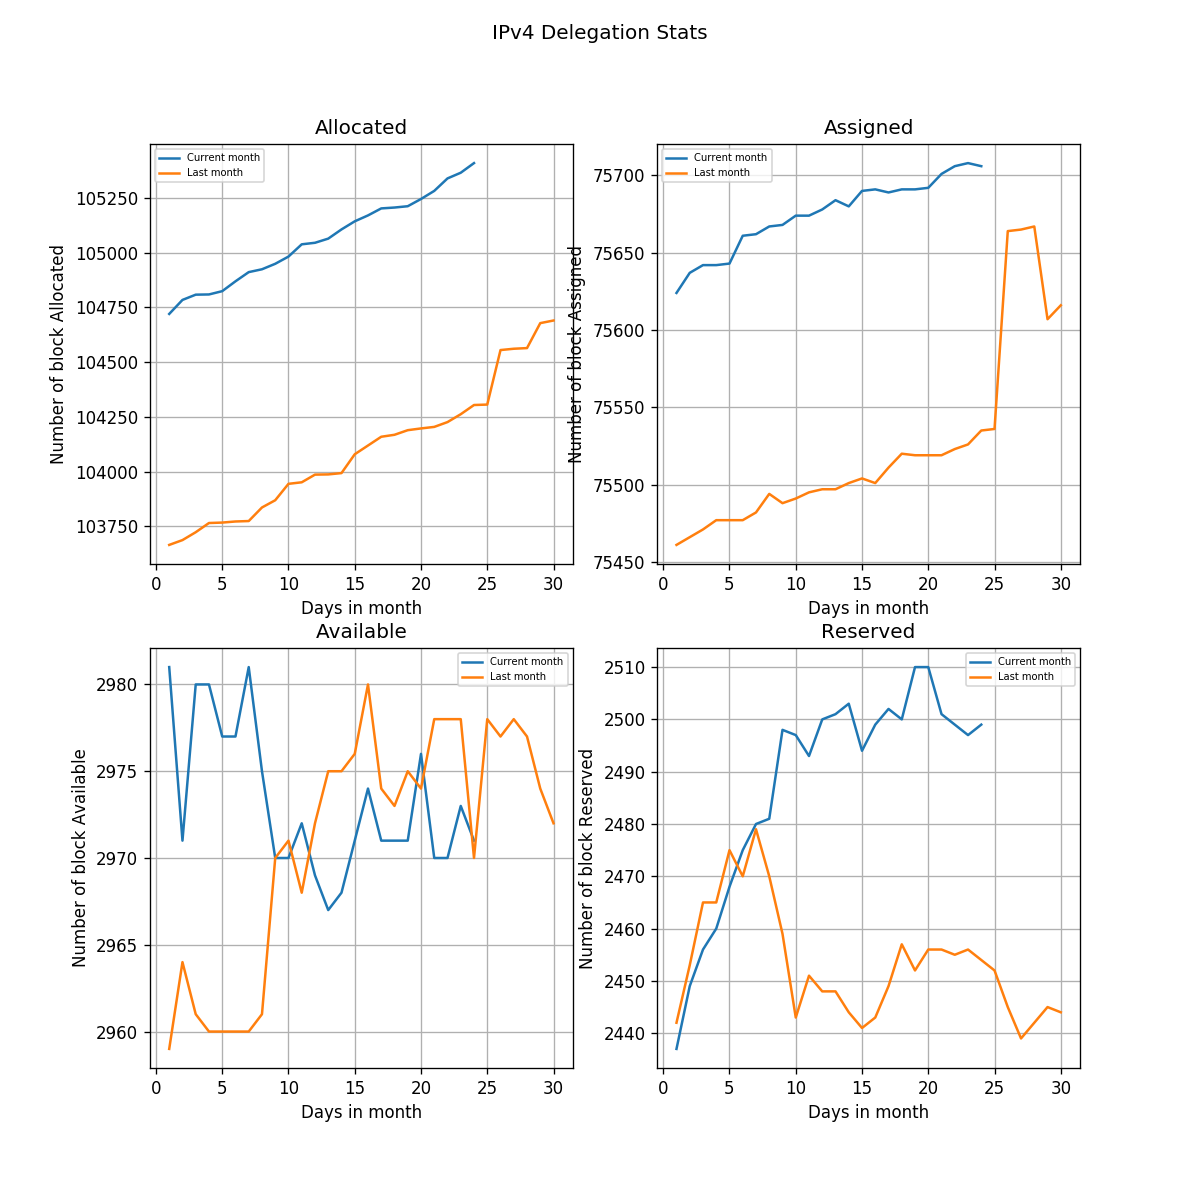 IPv4 Delegation Stats
Allocated
Current month
Last month
Number of block Allocated
105250
105000
104750
104500
104250
104000
103750
0 5 10 15 20 25 30
Days in month
Assigned
Current month
Last month
Number of block Assigned
75700
75650
75600
75550
75500
75450
0 5 10 15 20 25 30
Days in month
Available
Current month
Last month
Number of block Available
2980
2975
2970
2965
2960
0 5 10 15 20 25 30
Days in month
Reserved
Current month
Last month
Number of block Reserved
2510
2500
2490
2480
2470
2460
2450
2440
0 5 10 15 20 25 30
Days in month